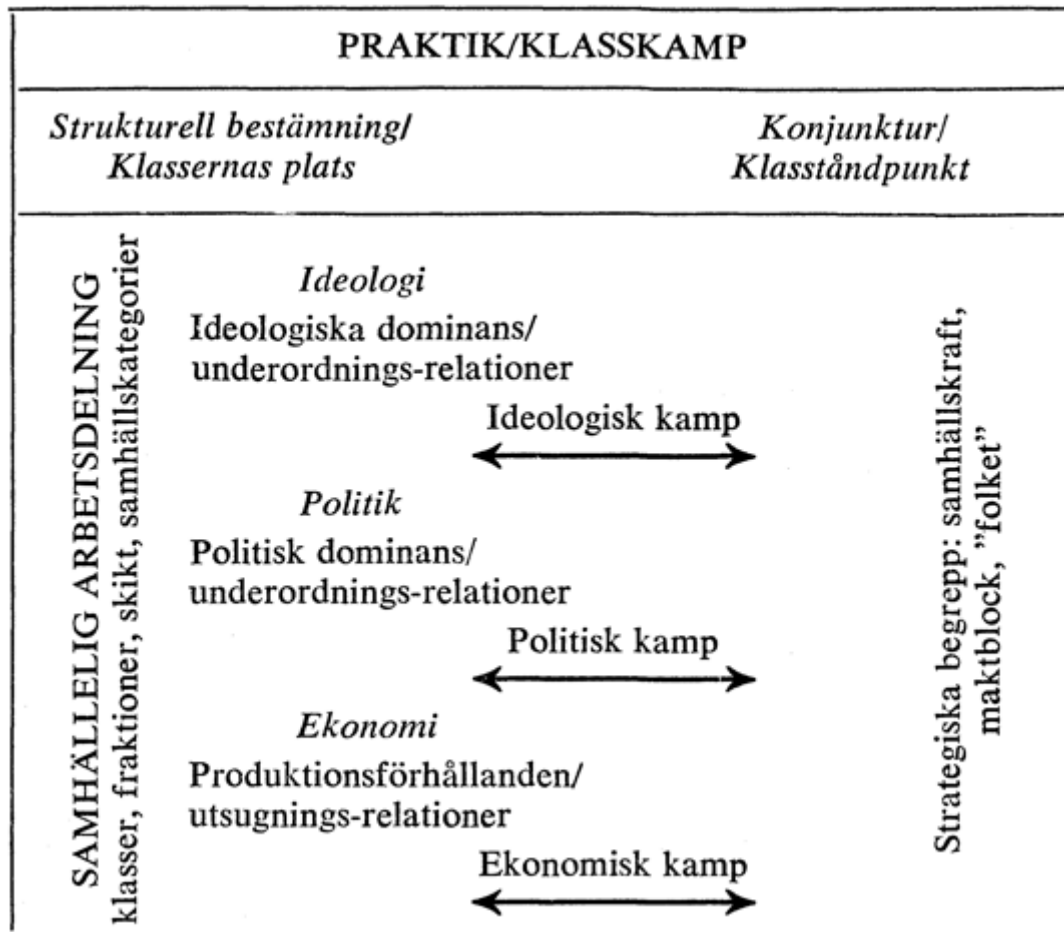 PRAKTIK/KLASSKAMP
Strukturell bestämning/
Klassernas plats
Konjunktur/
Klasståndpunkt
SAMHÄLLELIG ARBETSDELNING
klasser, fraktioner, skikt, samhällskategorier
Ideologi
Ideologiska dominans/
underordnings-relationer
Ideologisk kamp
Politik
Politisk dominans/
underordnings-relationer
Politisk kamp
Ekonomi
Produktionsförhållanden/
utsugnings-relationer
Ekonomisk kamp
Strategiska begrepp: samhällskraft,
maktblock, ”folket”